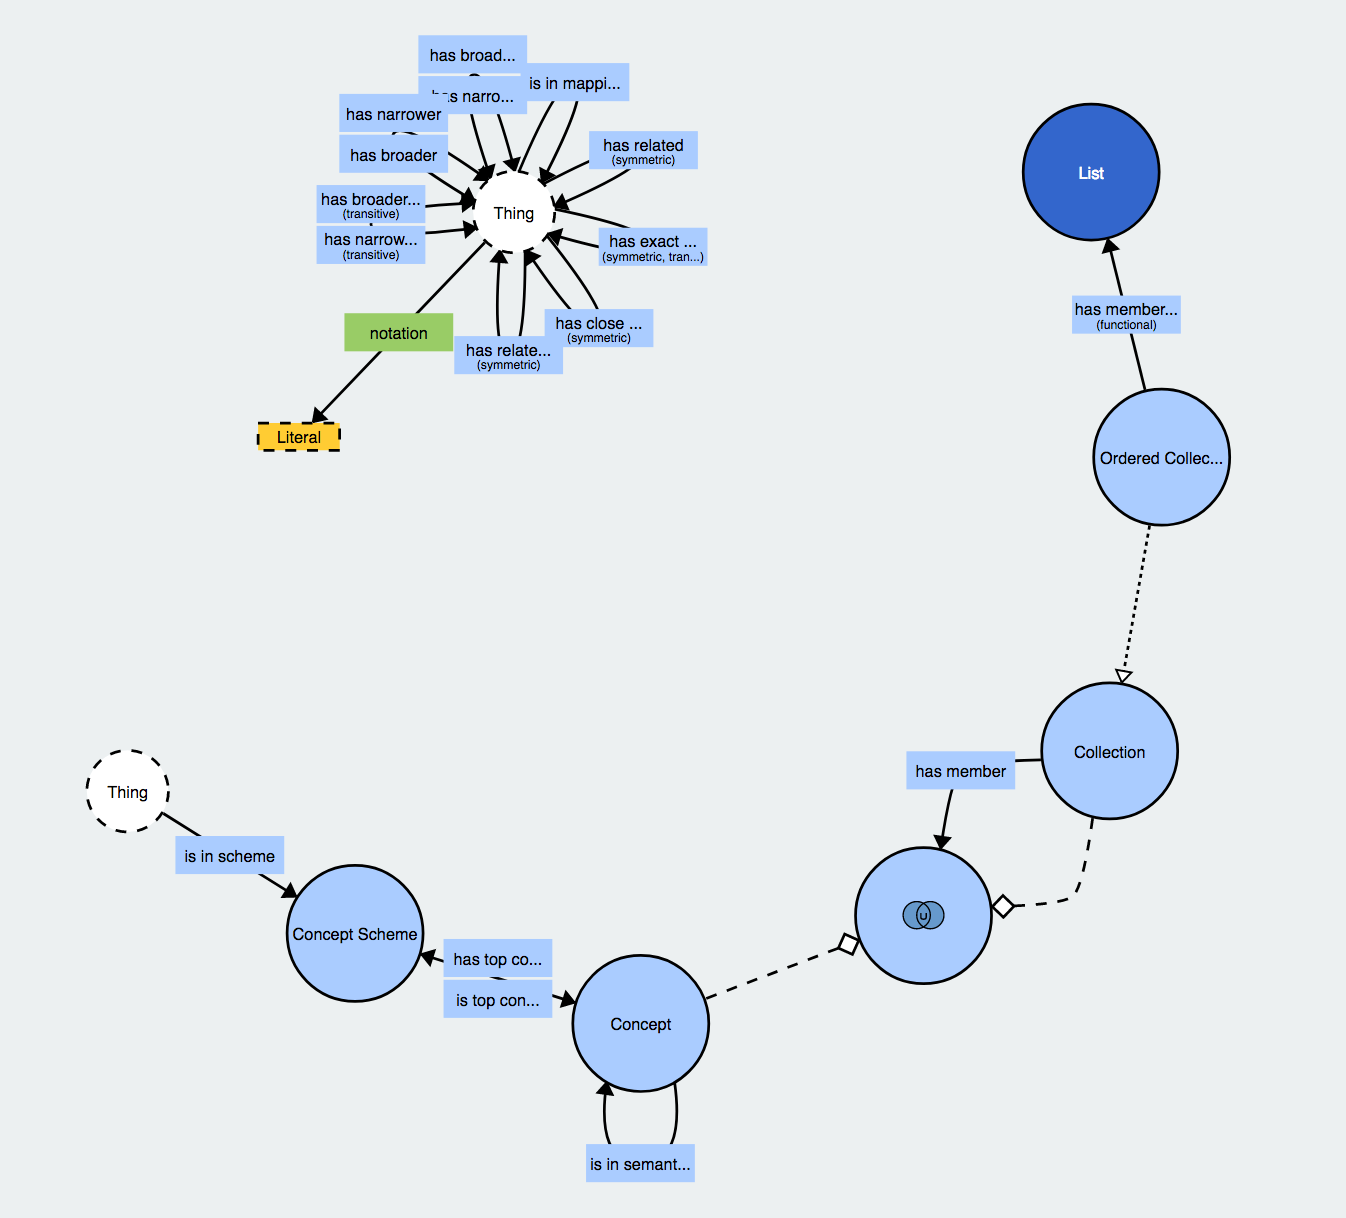 has broad...
is in mappi...
has narro...
has narrower
has related
(symmetric)
has broader
has broader...
(transitive)
Thing
has narrow...
(transitive)
has exact ...
(symmetric, tran...)
notation
has close ...
(symmetric)
has relate...
(symmetric)
Literal
List
has member...
(functional)
Ordered Collec...
Collection
has member
Thing
is in scheme
Concept Scheme
has top co...
is top con...
Concept
is in semant...
U